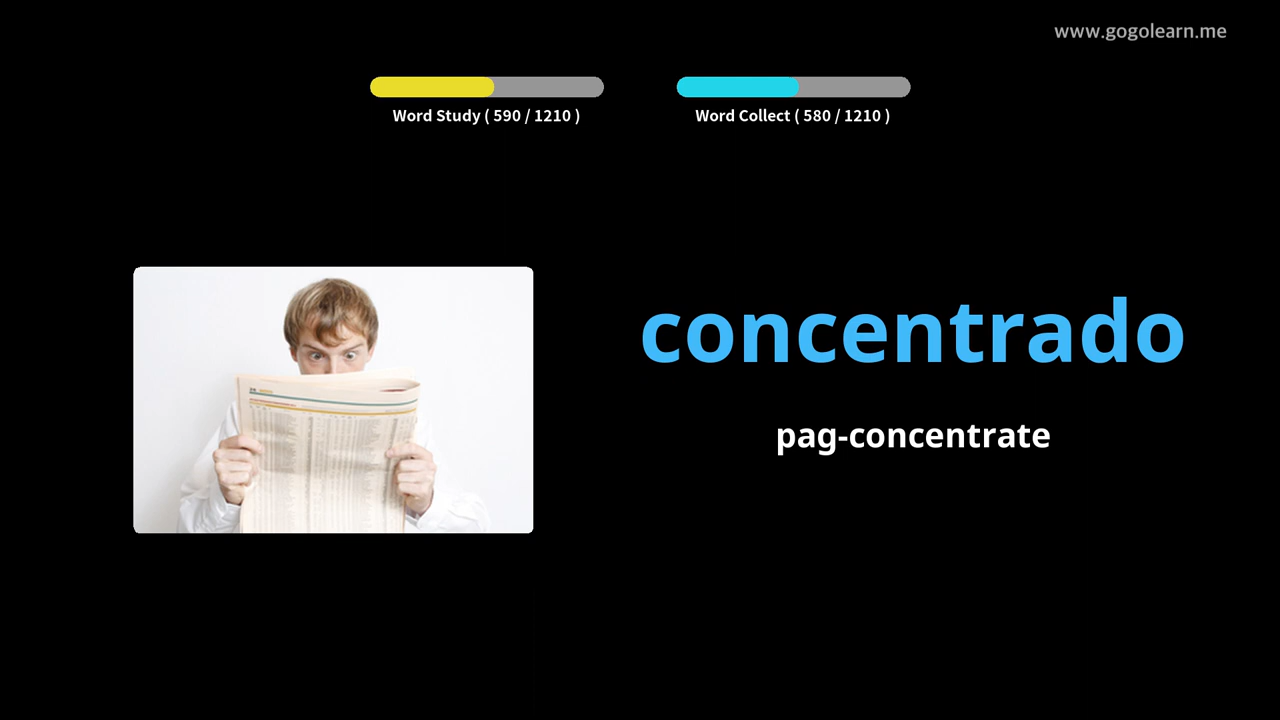 www.gogolearn.me
Word Study ( 590 / 1210 )
Word Collect ( 580 / 1210 )
concentrado
pag-concentrate